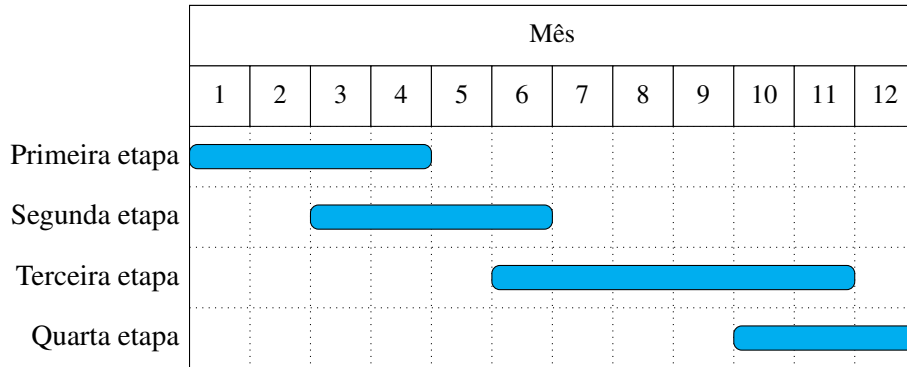 Mês
1 2 3 4 5 6 7 8 9 10 11 12
Primeira etapa
Segunda etapa
Terceira etapa
Quarta etapa